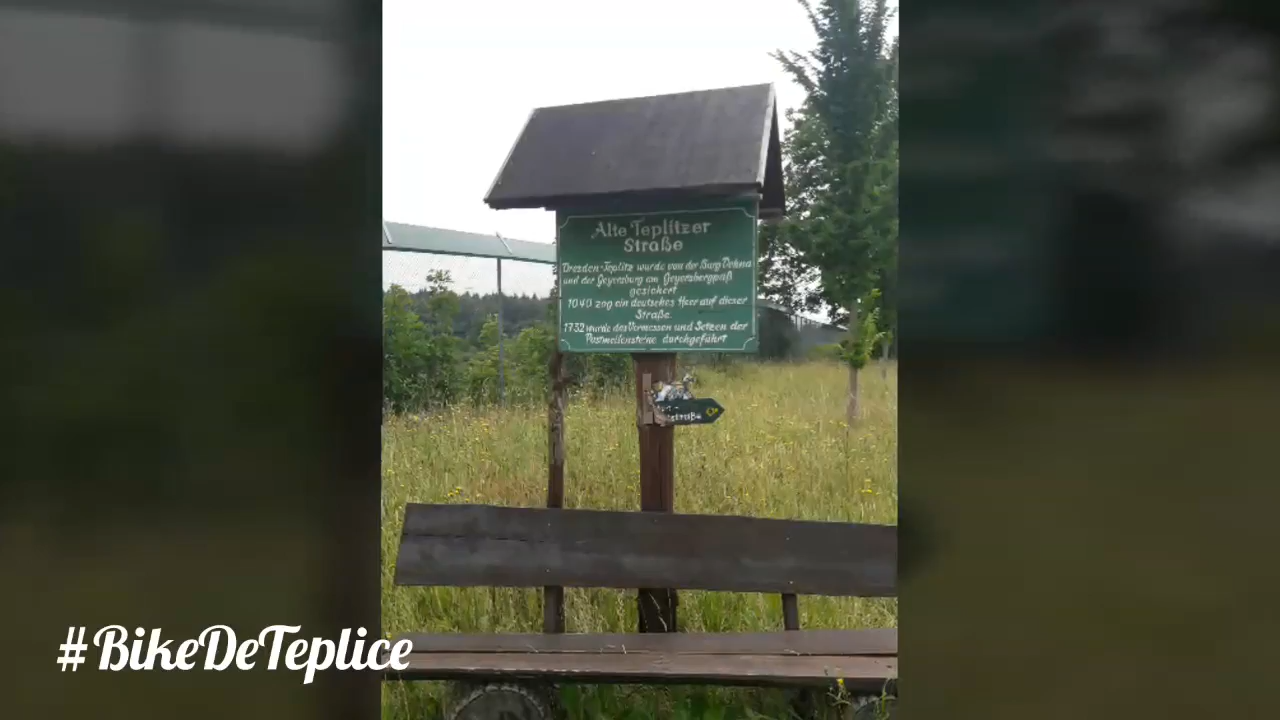 Alte Teplitzer
Straße
Dresden-Teplitz wurde von der Burg Dohna
und der Geyersburg am Geyersbergpaß
gesichert
1040 zog ein deutsches Heer auf dieser
Straße.
1732 wurde das Vermessen und Setzen der
Postmeilensteine durchgeführt
#BikeDeTeplice